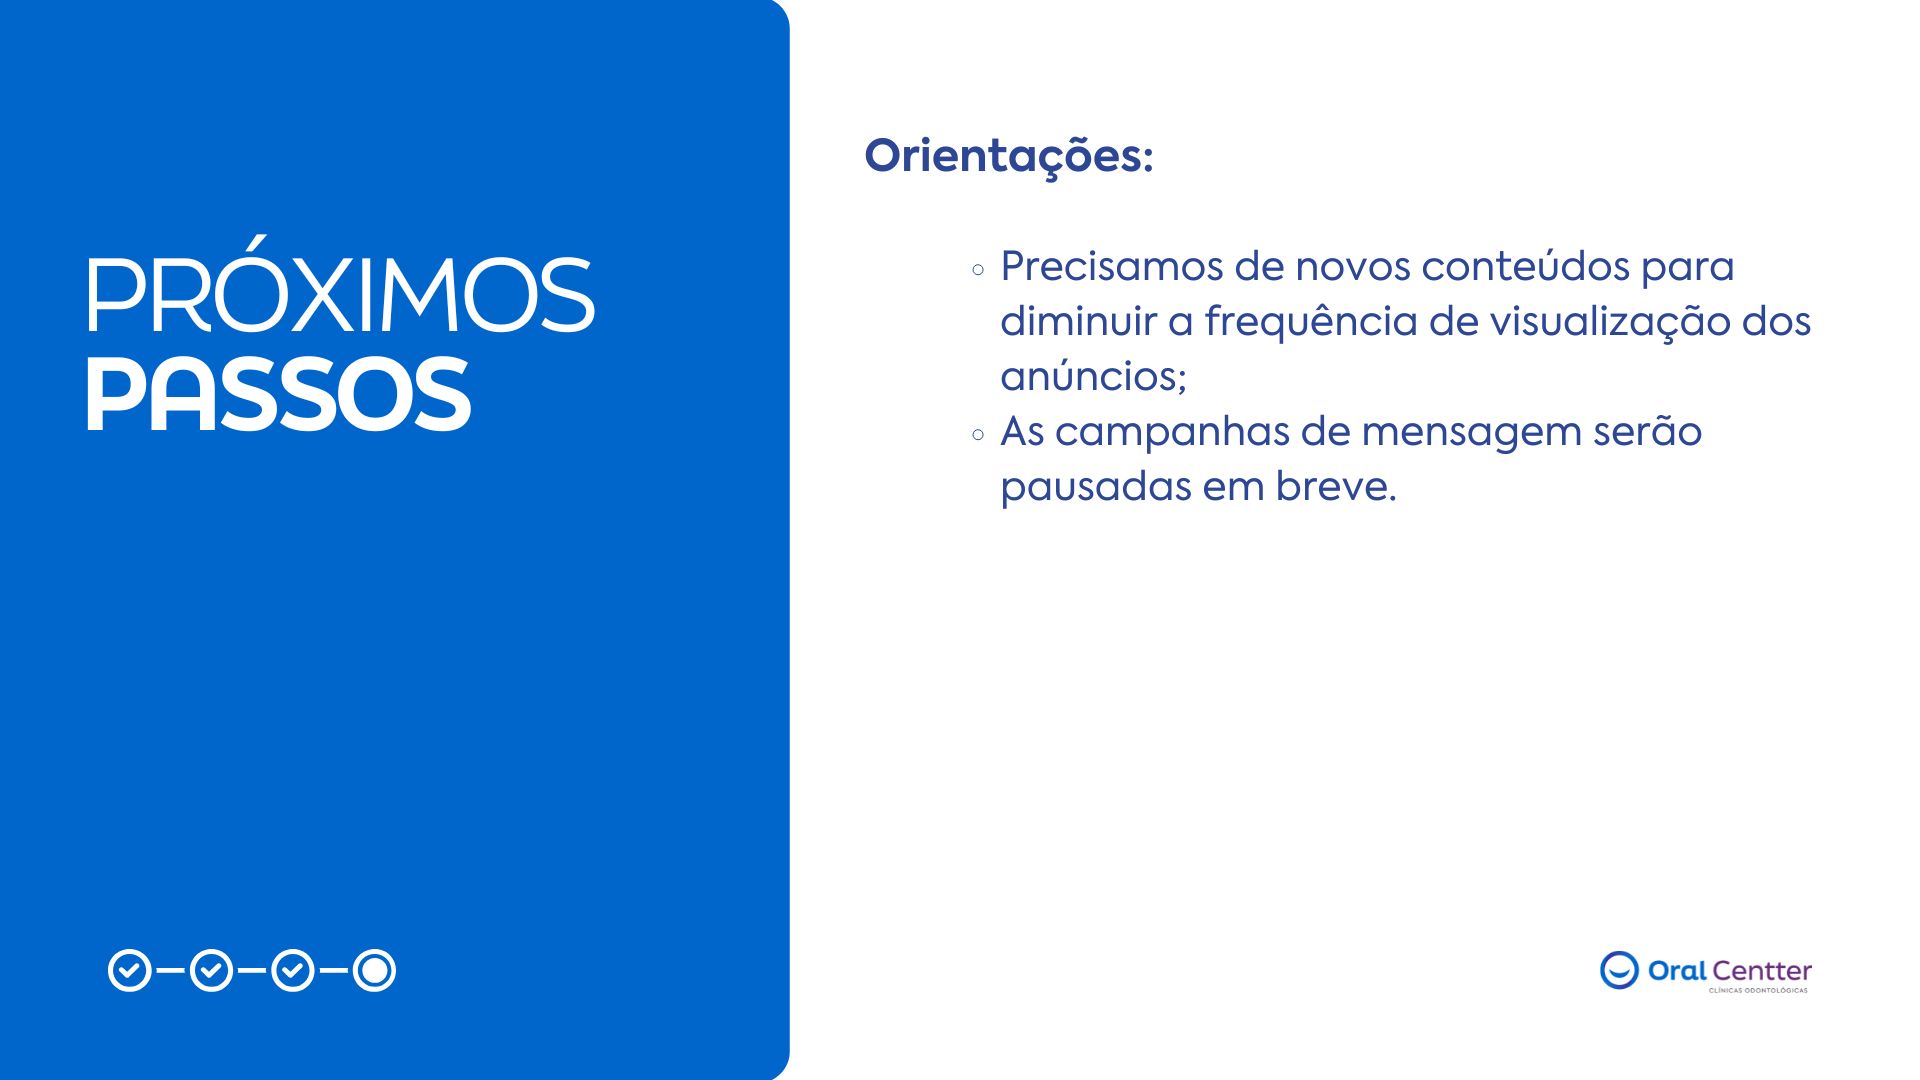 PRÓXIMOS
PASSOS
Orientações:
Precisamos de novos conteúdos para
diminuir a frequência de visualização dos
anúncios;
As campanhas de mensagem serão
pausadas em breve.
Oral Centter
CLÍNICAS ODONTOLÓGICAS